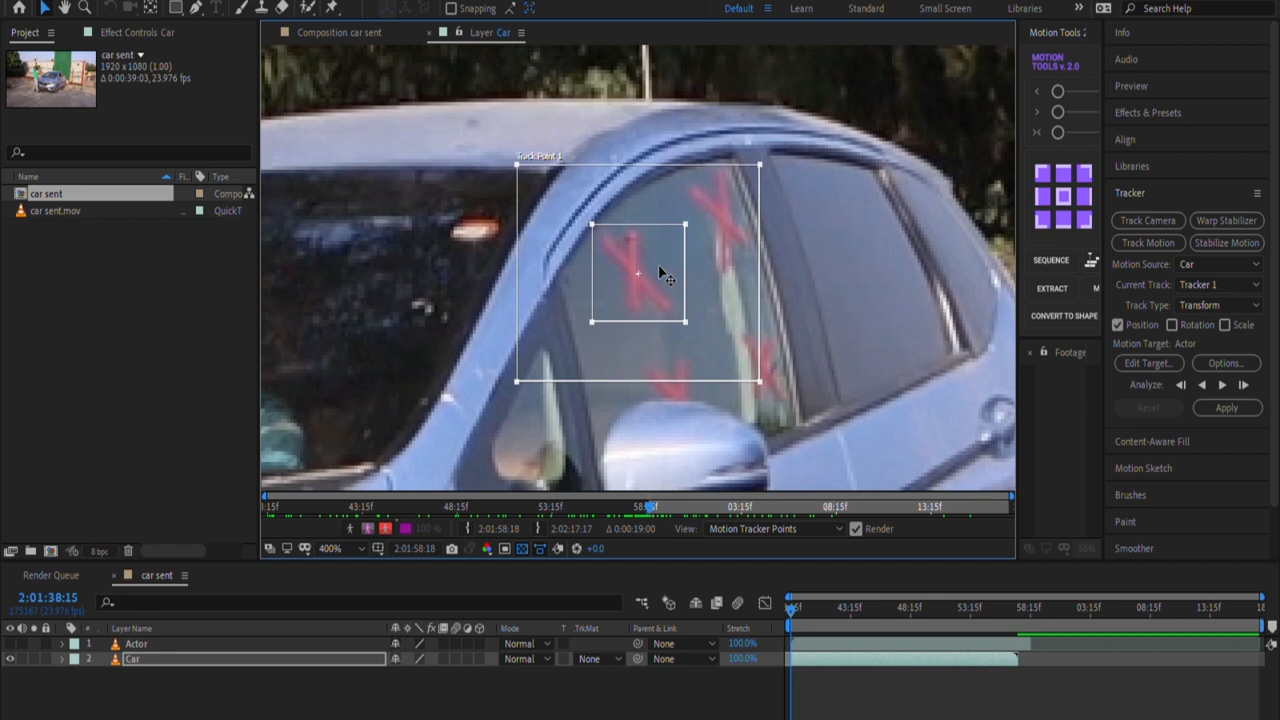 Snapping
Default
Learn
Standard
Small Screen
Libraries
Search Help
Project
Effect Controls Car
car sent
1920 x 1080 (1.00)
Δ 0:00:39:03, 23.976 fps
Name
Fi..
Type
car sent
Compo
car sent.mov
QuickT
8 bpc
Composition car sent
Layer Car
Track Point 1
43:15f
48:15f
53:15f
03:15f
08:15f
13:15f
100 %
2:01:58:18
2:02:17:17
Δ 0:00:19:00
View:
Motion Tracker Points
Render
400%
2:01:58:18
+0.0
Motion Tools 2
MOTION
TOOLS v. 2.0
SEQUENCE
EXTRACT
M
CONVERT TO SHAPE
Footage
50%
Info
Audio
Preview
Effects & Presets
Align
Libraries
Tracker
Track Camera
Warp Stabilizer
Track Motion
Stabilize Motion
Motion Source:
Car
Current Track:
Tracker 1
Track Type:
Transform
Position
Rotation
Scale
Motion Target: Actor
Edit Target...
Options...
Analyze:
Reset
Apply
Content-Aware Fill
Motion Sketch
Brushes
Paint
Smoother
Render Queue
car sent
2:01:38:15
175167 (23.976 fps)
#
Layer Name
Mode
T
.TrkMat
Parent & Link
Stretch
1
Actor
Normal
None
100.0%
2
Car
Normal
None
None
100.0%
43:15f
48:15f
53:15f
58:15f
03:15f
08:15f
13:15f
18